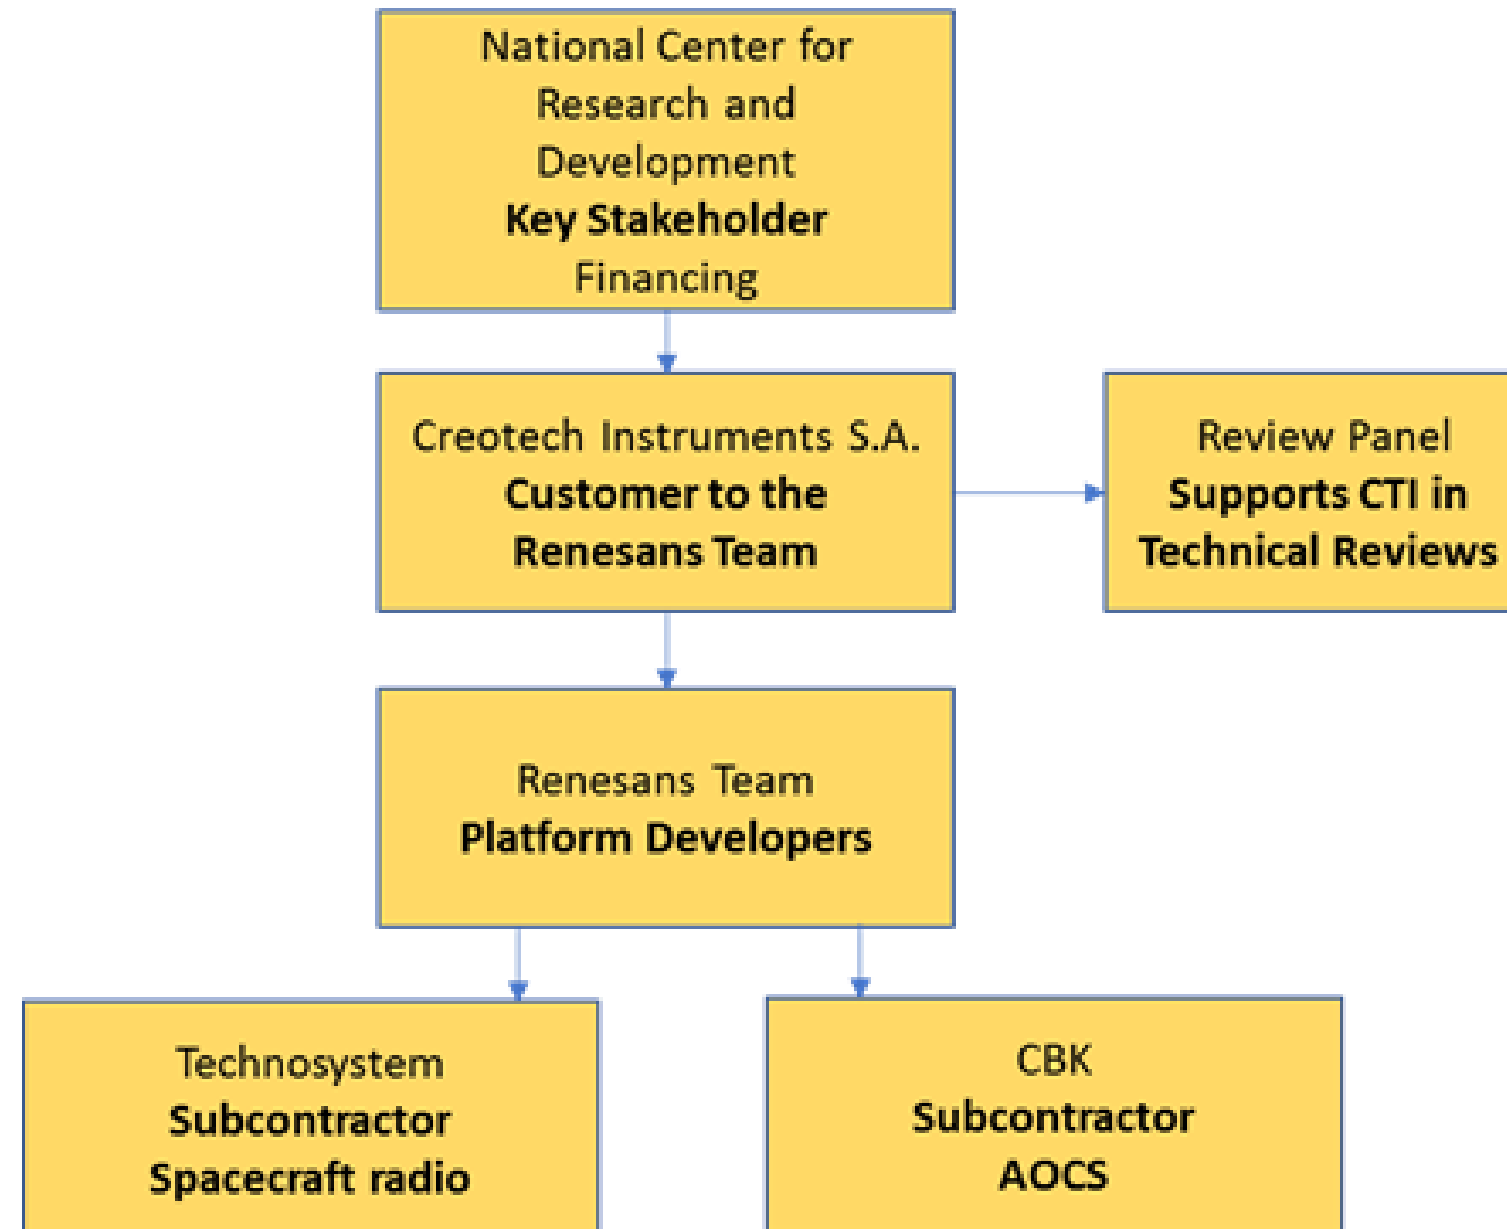 National Center for
Research and
Development
Key Stakeholder
Financing
Creotech Instruments S.A.
Customer to the
Renesans Team
Review Panel
Supports CTI in
Technical Reviews
Renesans Team
Platform Developers
Technosystem
Subcontractor
Spacecraft radio
CBK
Subcontractor
AOCS